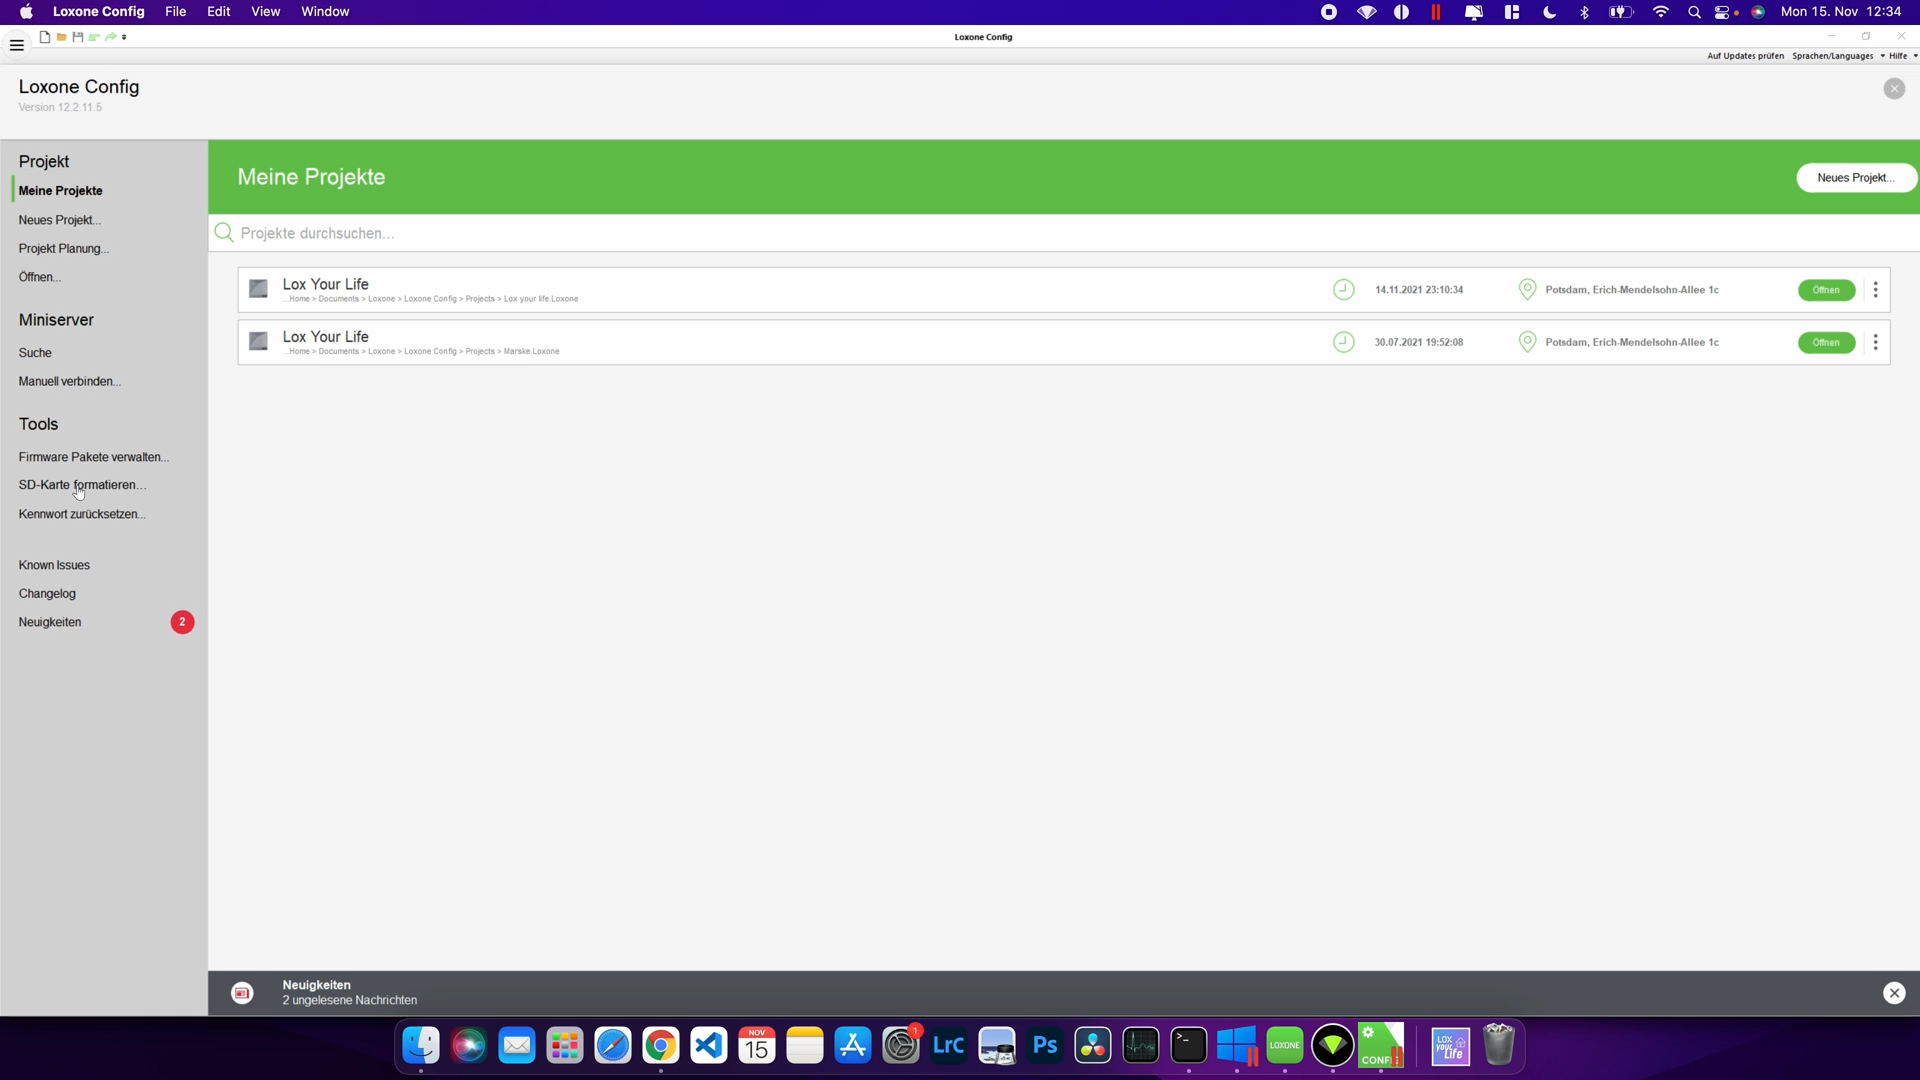 Loxone Config File Edit View Window Mon 15. Nov 12:34
Loxone Config
Auf Updates prüfen Sprachen/Languages Hilfe
Loxone Config
Version 12.2.11.5
Projekt
Meine Projekte
Neues Projekt...
Projekt Planung...
Öffnen...
Miniserver
Suche
Manuell verbinden...
Tools
Firmware Pakete verwalten...
SD-Karte formatieren...
Kennwort zurücksetzen...
Known Issues
Changelog
Neuigkeiten 2
Meine Projekte
Neues Projekt...
Projekte durchsuchen...
Lox Your Life
...Home > Documents > Loxone > Loxone Config > Projects > Lox your life.Loxone
14.11.2021 23:10:34
Potsdam, Erich-Mendelsohn-Allee 1c
Öffnen
Lox Your Life
...Home > Documents > Loxone > Loxone Config > Projects > Marske.Loxone
30.07.2021 19:52:08
Potsdam, Erich-Mendelsohn-Allee 1c
Öffnen
Neuigkeiten
2 ungelesene Nachrichten
NOV
15
1
LrC
Ps
LOXONE
LOX
your
Life